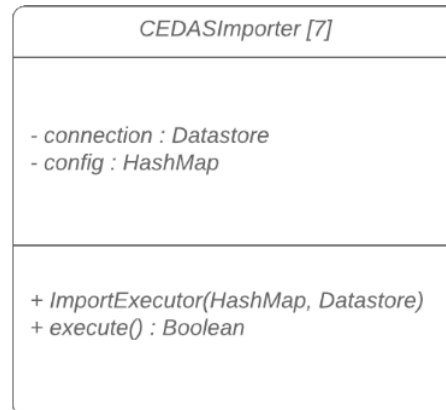 CEDASImporter [7]
- connection : Datastore
- config : HashMap
+ ImportExecutor(HashMap, Datastore)
+ execute() : Boolean